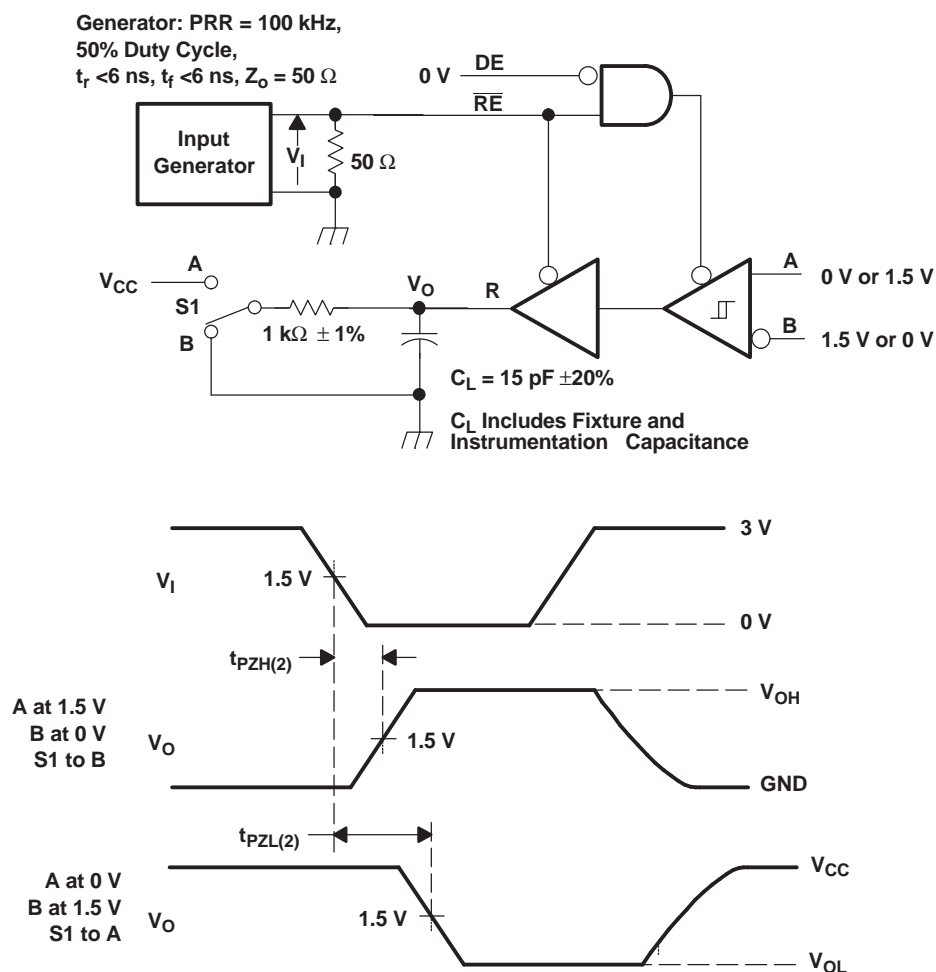 Generator: PRR = 100 kHz,
50% Duty Cycle,
tr <6 ns, tf <6 ns, Zo = 50 Ω
0 V
DE
R̅E̅
Input
Generator
VI
50 Ω
VCC
A
S1
B
1 kΩ ± 1%
VO
R
A
0 V or 1.5 V
B
1.5 V or 0 V
CL = 15 pF ±20%
CL Includes Fixture and
Instrumentation Capacitance
VI
1.5 V
3 V
0 V
tPZH(2)
A at 1.5 V
B at 0 V
S1 to B
VO
1.5 V
VOH
GND
tPZL(2)
A at 0 V
B at 1.5 V
S1 to A
VO
1.5 V
VCC
VOL